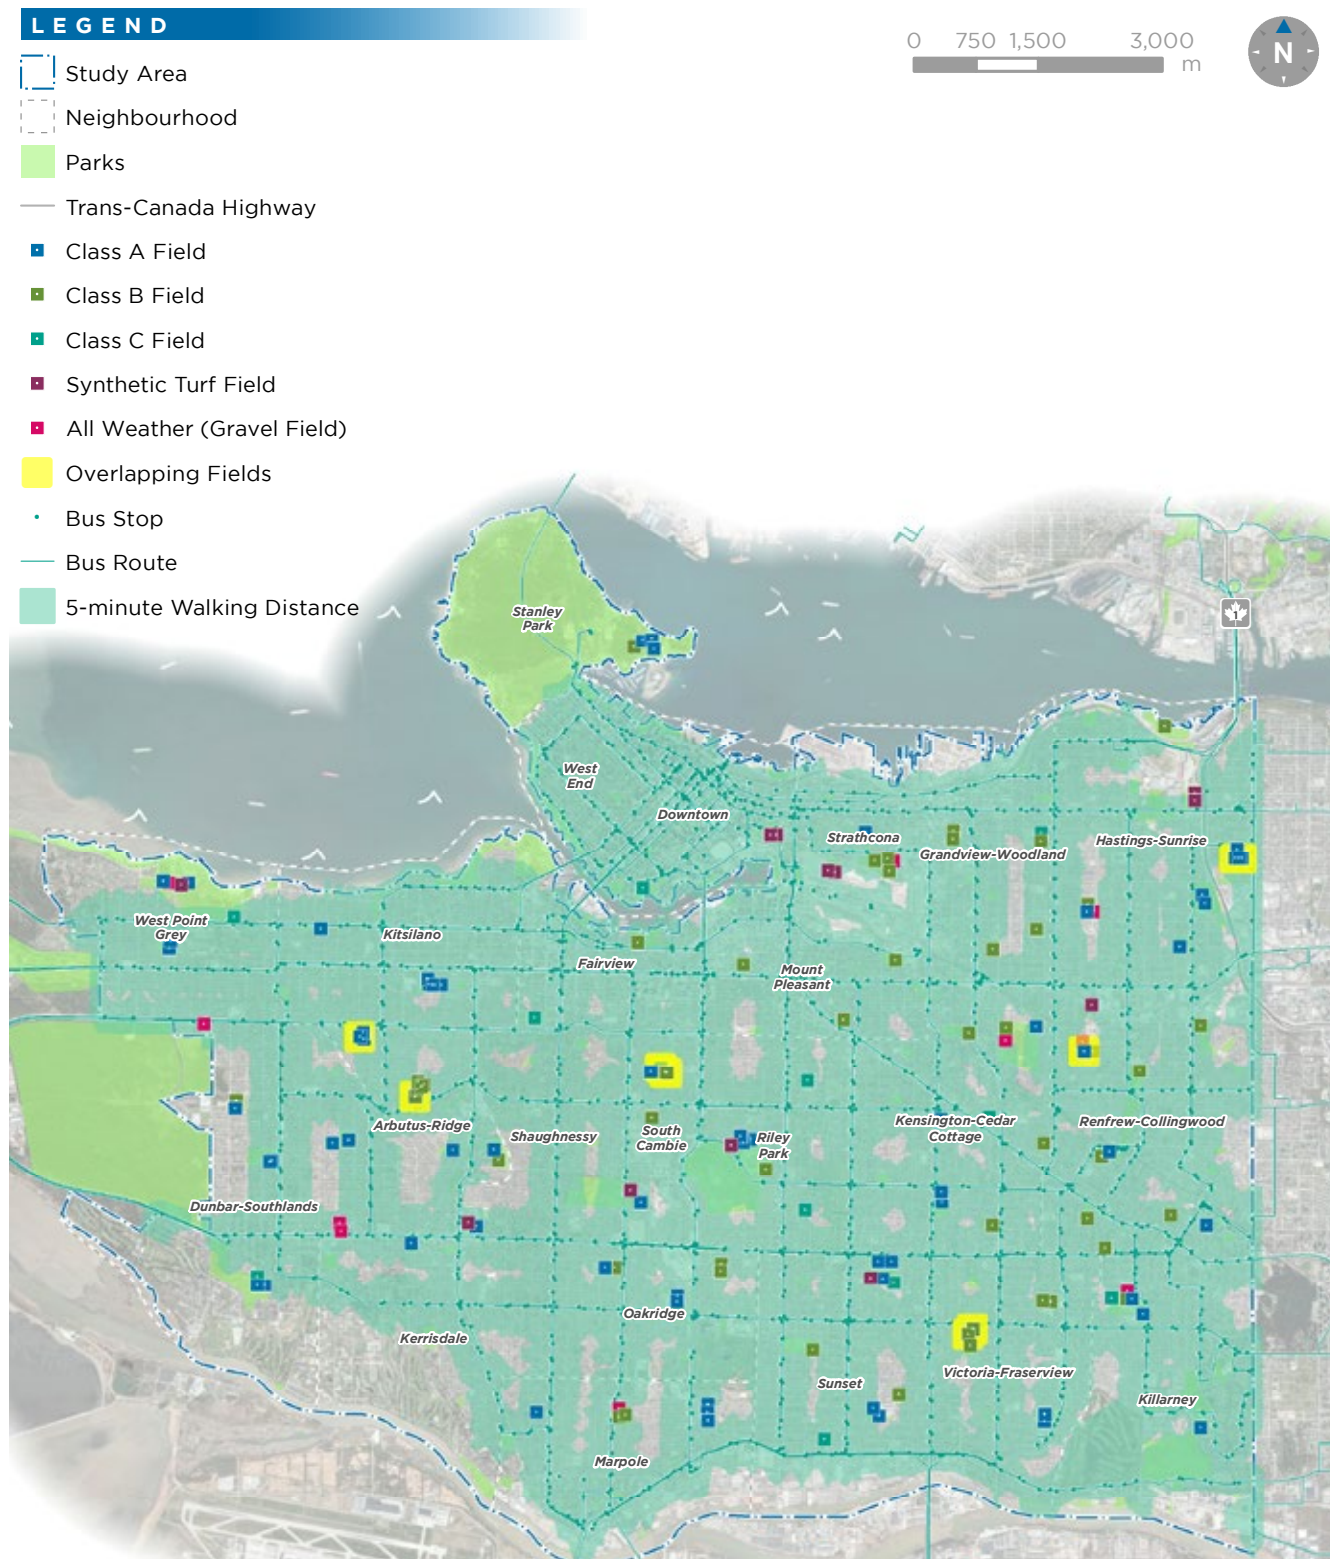 LEGEND
0 750 1,500 3,000
m
N
Study Area
Neighbourhood
Parks
Trans-Canada Highway
Class A Field
Class B Field
Class C Field
Synthetic Turf Field
All Weather (Gravel Field)
Overlapping Fields
Bus Stop
Bus Route
5-minute Walking Distance
Stanley
Park
1
West
End
Downtown
Strathcona
Grandview-Woodland
Hastings-Sunrise
West Point
Grey
Kitsilano
Fairview
Mount
Pleasant
Arbutus-Ridge
Shaughnessy
South
Cambie
Riley
Park
Kensington-Cedar
Cottage
Renfrew-Collingwood
Dunbar-Southlands
Oakridge
Kerrisdale
Sunset
Victoria-Fraserview
Killarney
Marpole